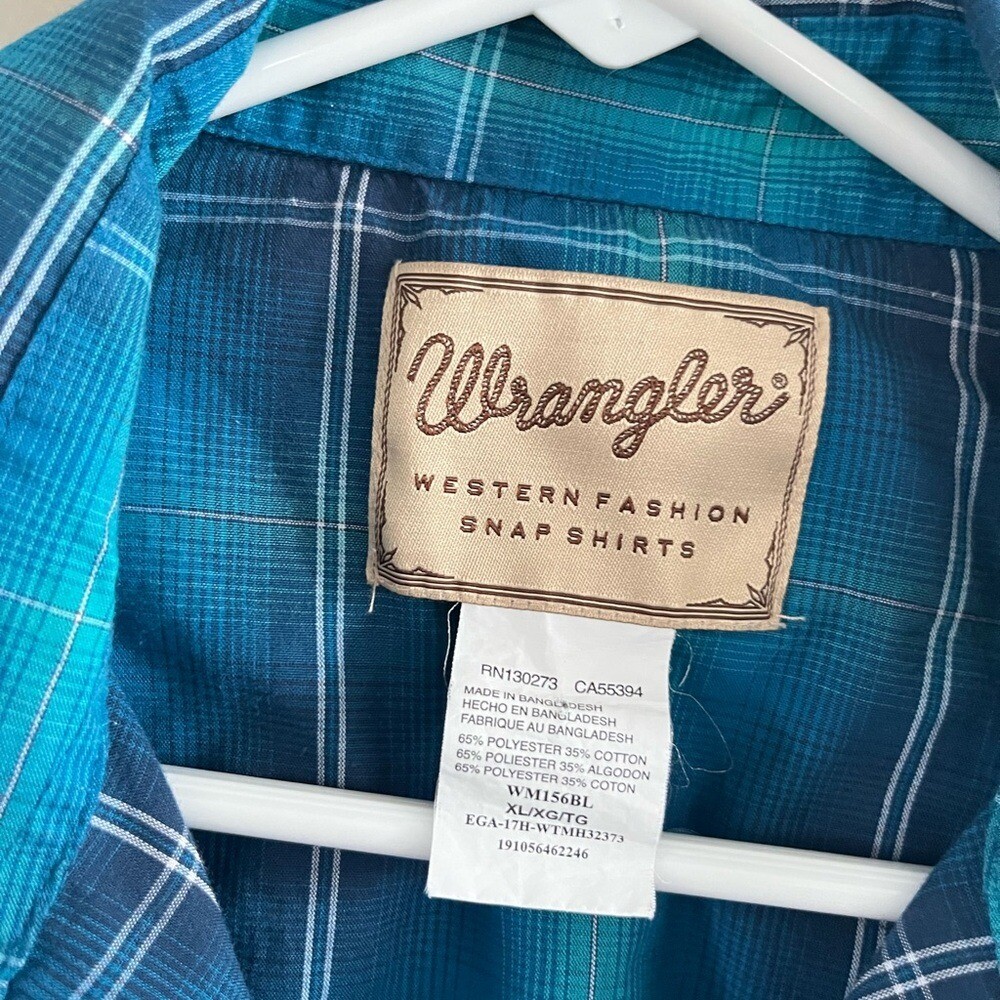 Wrangler®
WESTERN FASHION
SNAP SHIRTS
RN130273 CA55394
MADE IN BANGLADESH
HECHO EN BANGLADESH
FABRIQUE AU BANGLADESH
65% POLYESTER 35% COTTON
65% POLIESTER 35% ALGODON
65% POLYESTER 35% COTON
WM156BL
XL/XG/TG
EGA-17H-WTMH32373
191056462246